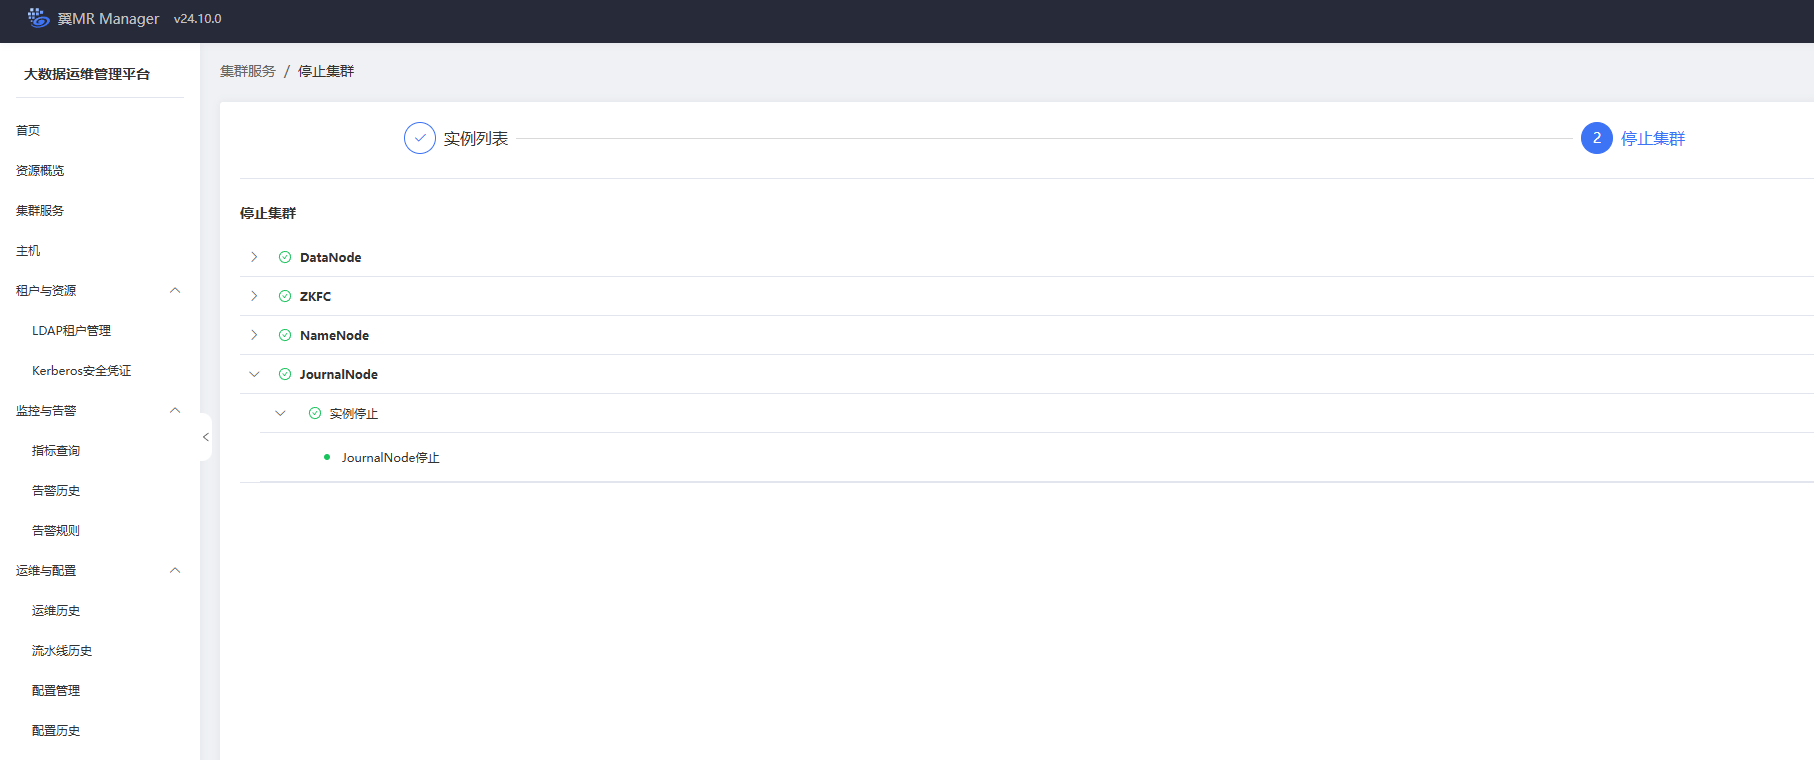 翼MR Manager v24.10.0
大数据运维管理平台
首页
资源概览
集群服务
主机
租户与资源
LDAP租户管理
Kerberos安全凭证
监控与告警
指标查询
告警历史
告警规则
运维与配置
运维历史
流水线历史
配置管理
配置历史
集群服务 / 停止集群
实例列表
2 停止集群
停止集群
DataNode
ZKFC
NameNode
JournalNode
实例停止
JournalNode停止